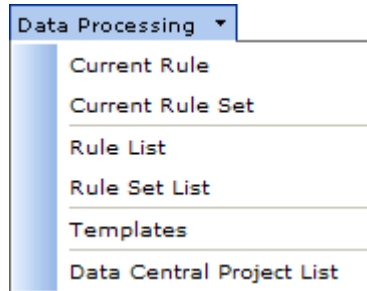 Data Processing
Current Rule
Current Rule Set
Rule List
Rule Set List
Templates
Data Central Project List